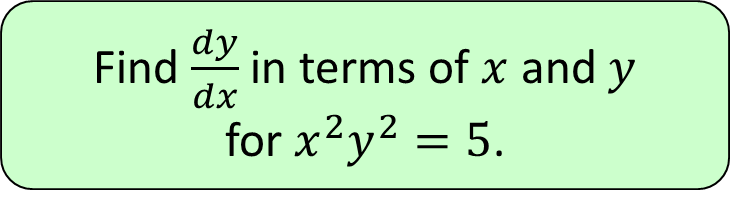 Find dy/dx in terms of x and y
for x²y² = 5.